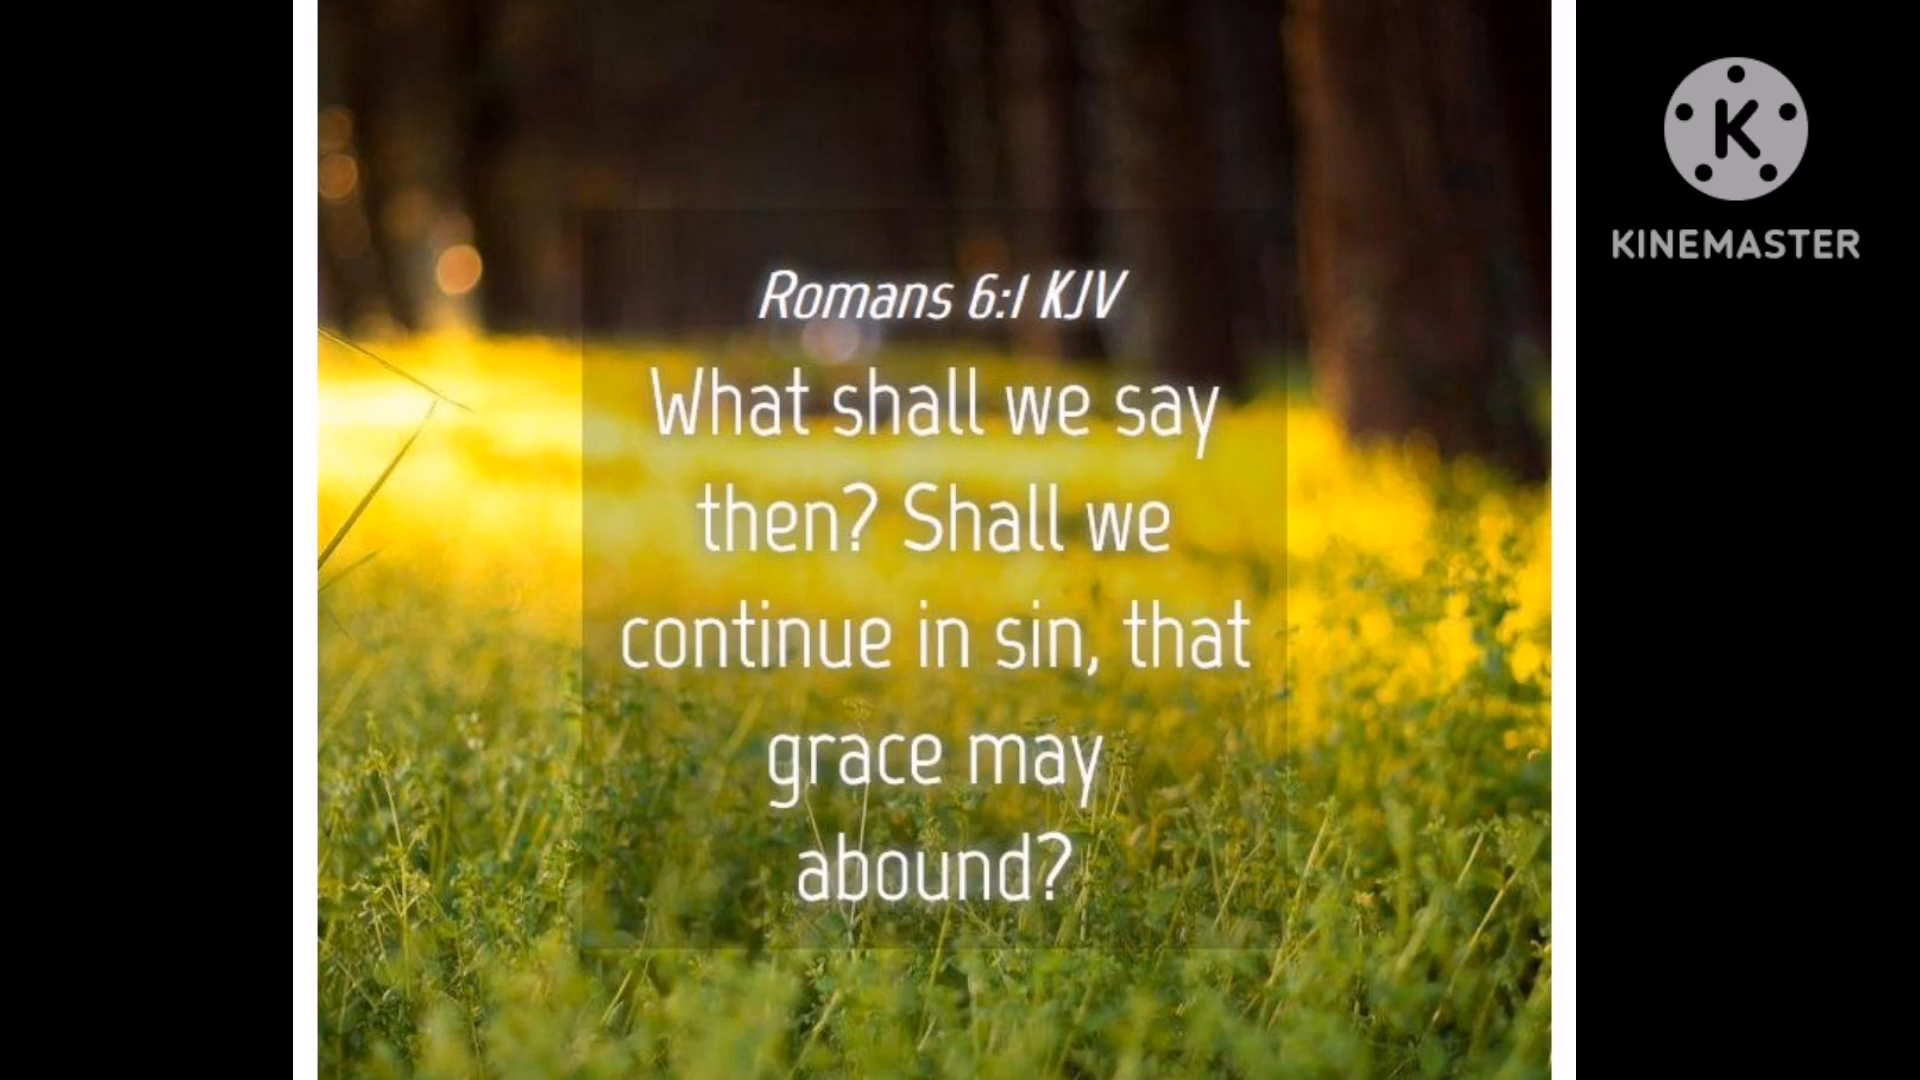 Romans 6:1 KJV
What shall we say
then? Shall we
continue in sin, that
grace may
abound?
K
KINEMASTER